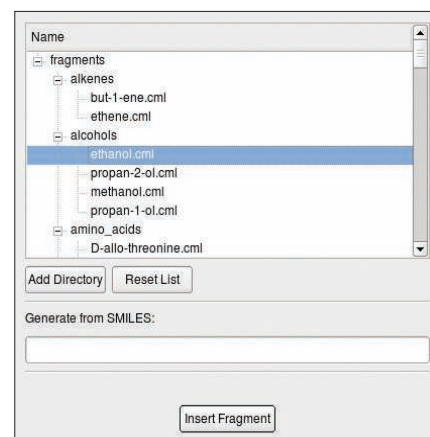 Name
fragments
alkenes
but-1-ene.cml
ethene.cml
alcohols
ethanol.cml
propan-2-ol.cml
methanol.cml
propan-1-ol.cml
amino_acids
D-allo-threonine.cml
Add Directory Reset List
Generate from SMILES:
Insert Fragment